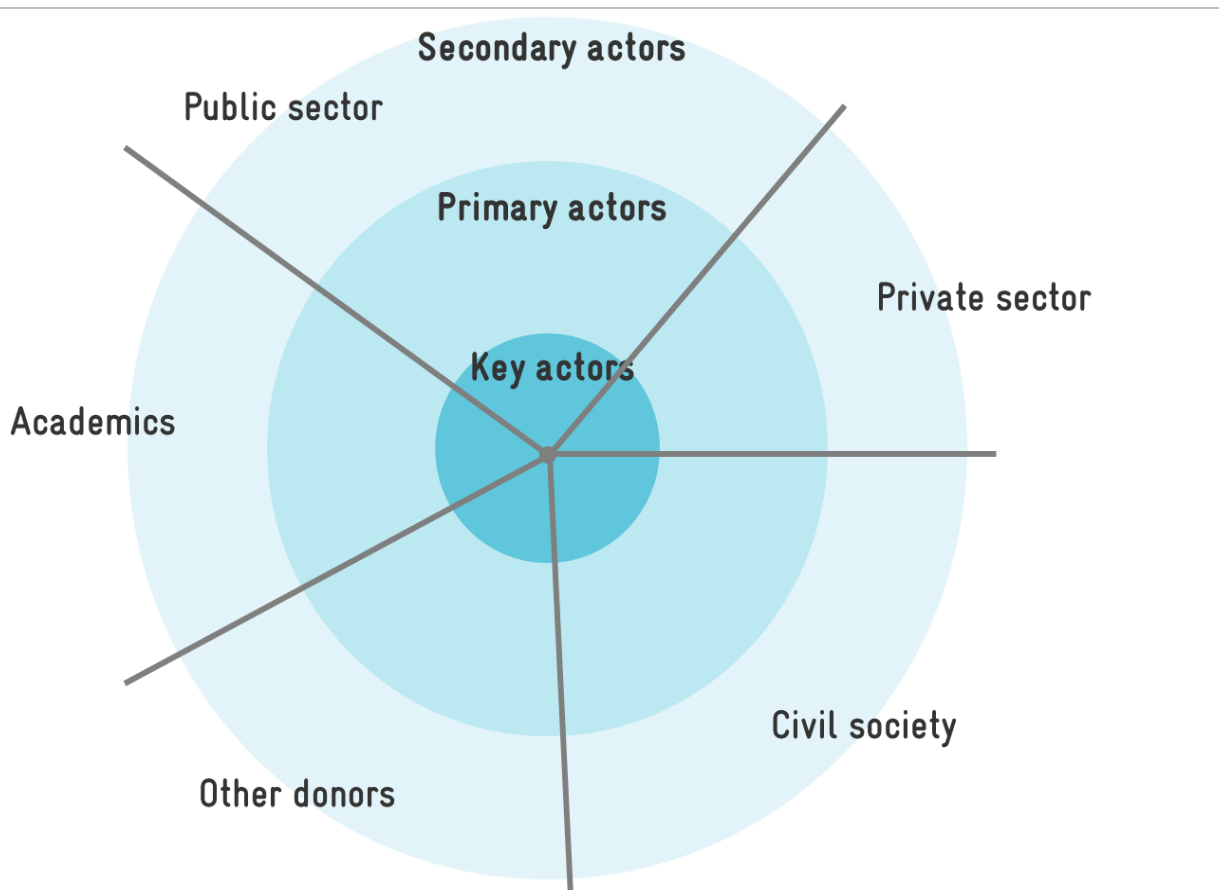 Secondary actors
Public sector
Primary actors
Private sector
Key actors
Academics
Civil society
Other donors